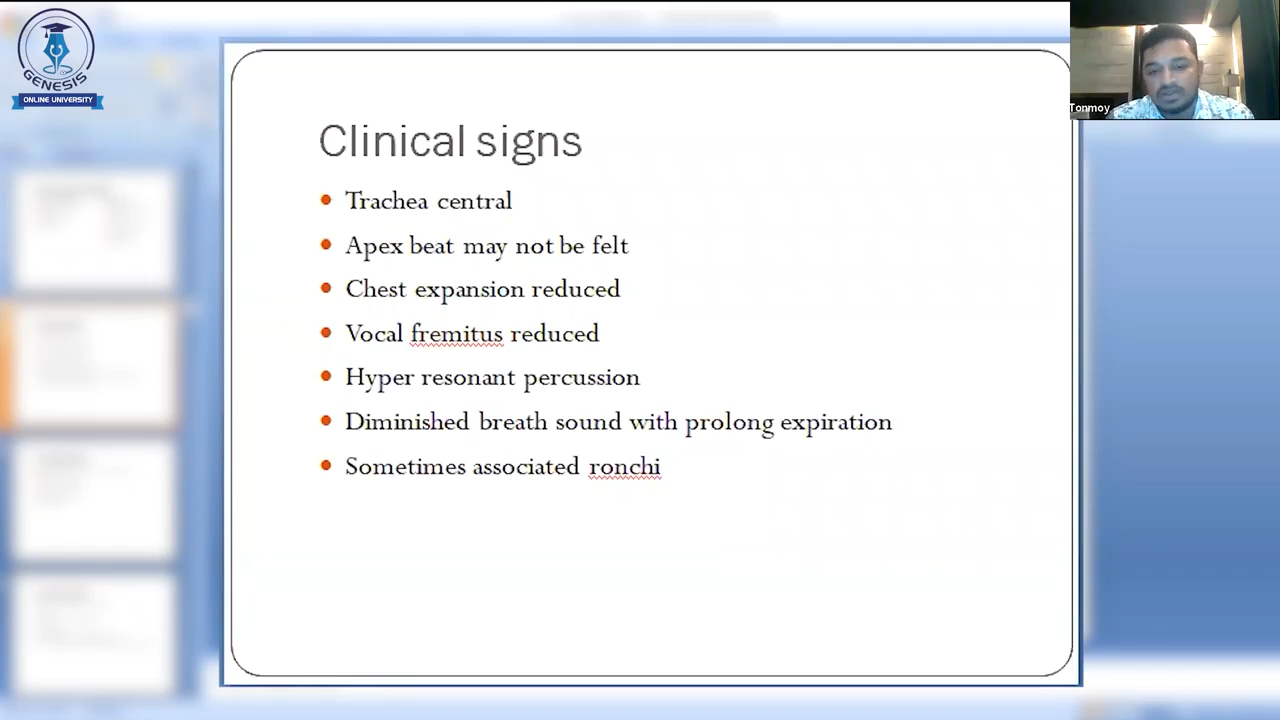 GENESIS
ONLINE UNIVERSITY
Tonmoy
Clinical signs
Trachea central
Apex beat may not be felt
Chest expansion reduced
Vocal fremitus reduced
Hyper resonant percussion
Diminished breath sound with prolong expiration
Sometimes associated ronchi